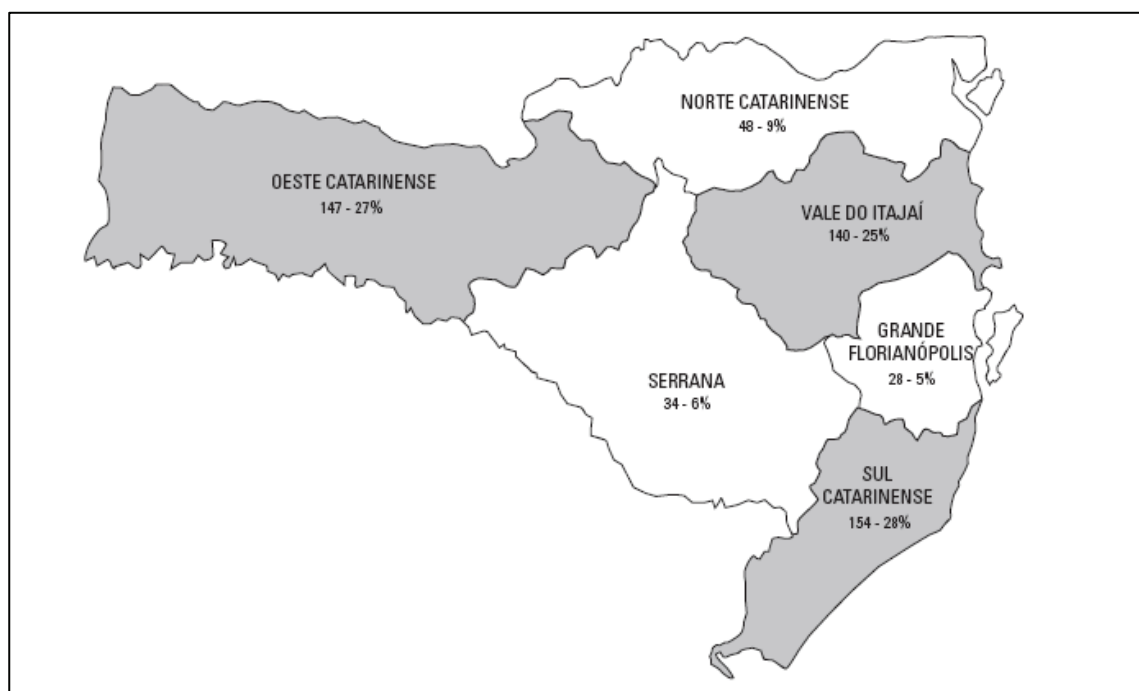 NORTE CATARINENSE
48 - 9%
OESTE CATARINENSE
147 - 27%
VALE DO ITAJAÍ
140 - 25%
GRANDE
FLORIANÓPOLIS
28 - 5%
SERRANA
34 - 6%
SUL
CATARINENSE
154 - 28%